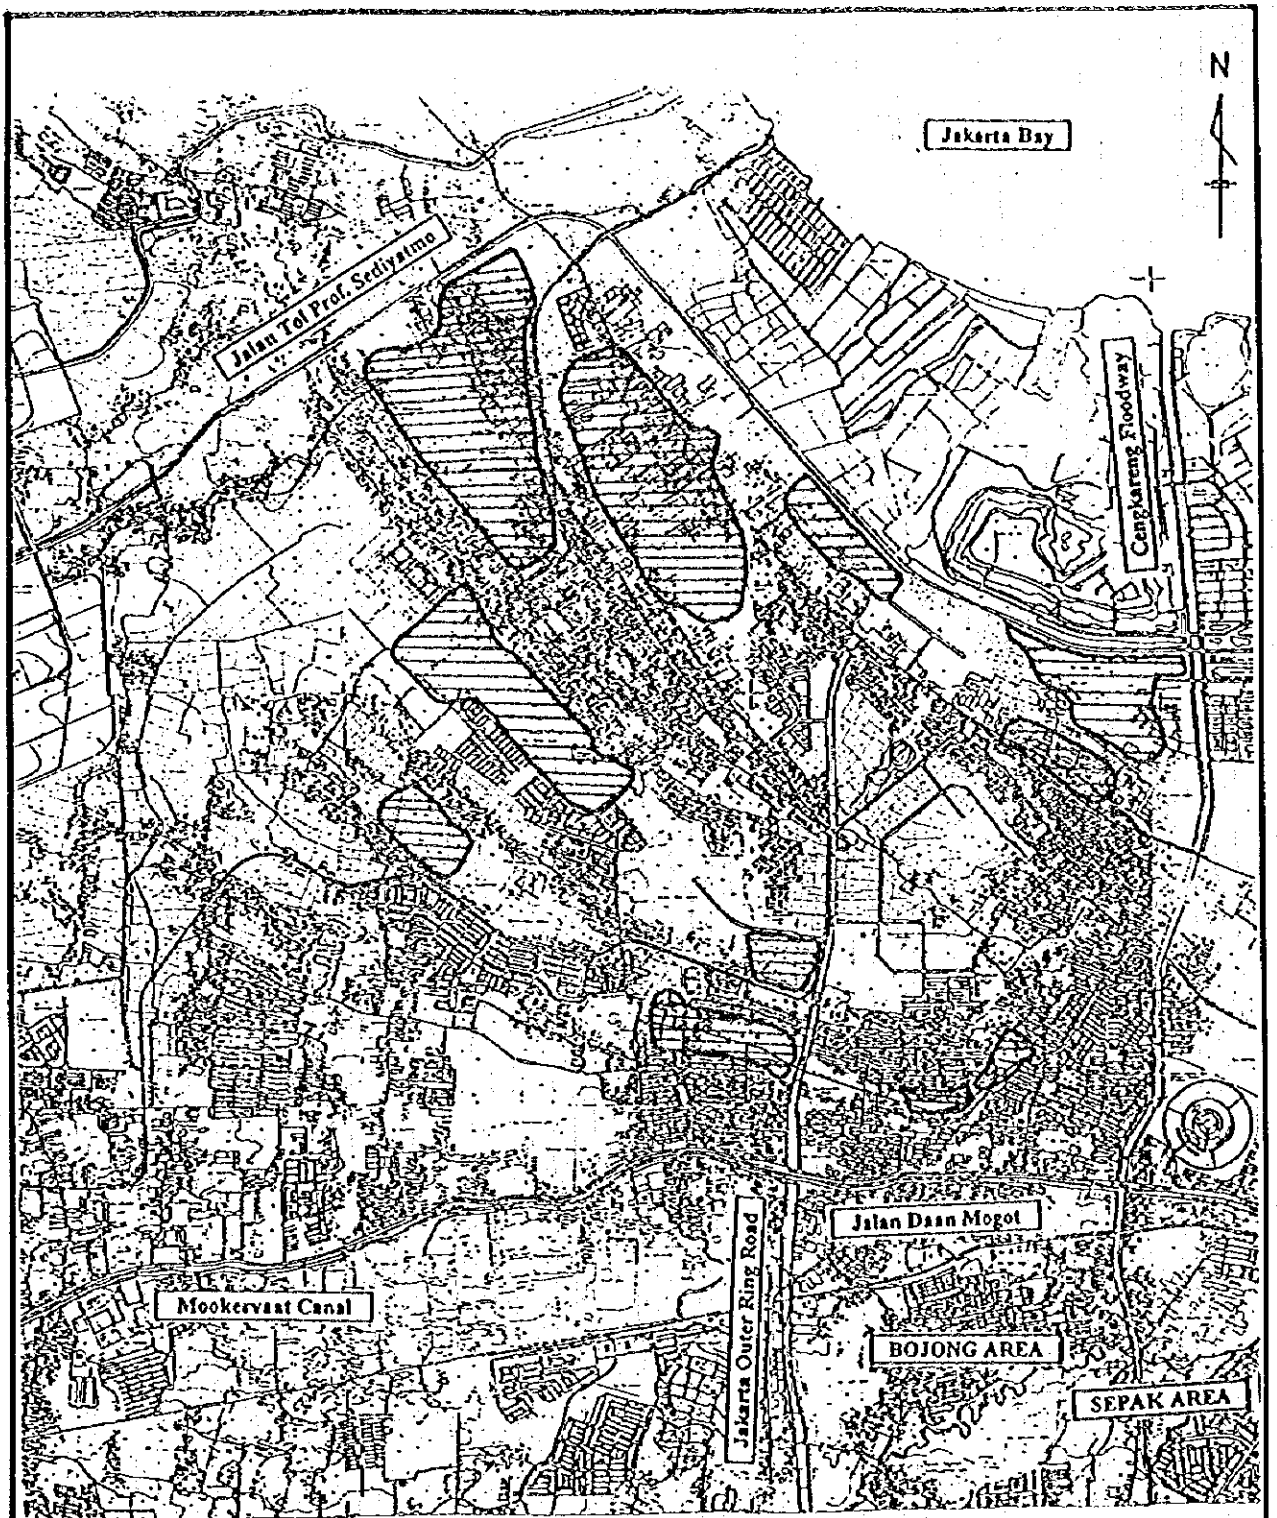 N
Jakarta Bay
Jalan Tol Prof. Sediyatmo
Cengkareng Floodway
Jalan Daan Mogot
Jakarta Outer Ring Road
Mookervaat Canal
BOJONG AREA
SEPAK AREA